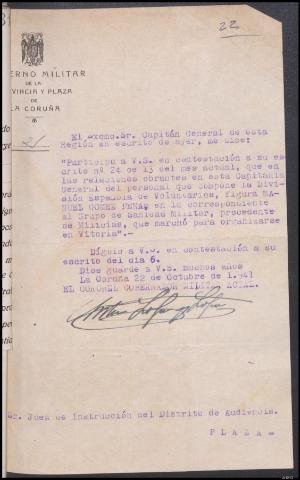 22
ERNO MILITAR
DE LA
VINCIA Y PLAZA
DE
LA CORUÑA
El Excmo.Sr. Capitán General de esta
Región en escrito de ayer, me dice:
"Participo a V.S. en contestación a su es
crito nº 24 de 13 del mes actual, que en
las relaciones obrantes en esta Capitanía
General del personal que compone la Divi
sión Española de Voluntarios, figura MA
NUEL GOMEZ PENAS en la correspondiente
al Grupo de Sanidad Militar, procedente
de Milicias, que marchó para organizarse
en Vitoria".-
Dígolo a V.S. en contestación a su
escrito del día 6.
Dios guarde a V.S. muchos años
La Coruña 22 de Octubre de 1.941
EL CORONEL GOBERNADOR MILITAR ACTAL.
Sr. Juez de Instrucción del Distrito de Audiencia.
P L A Z A =